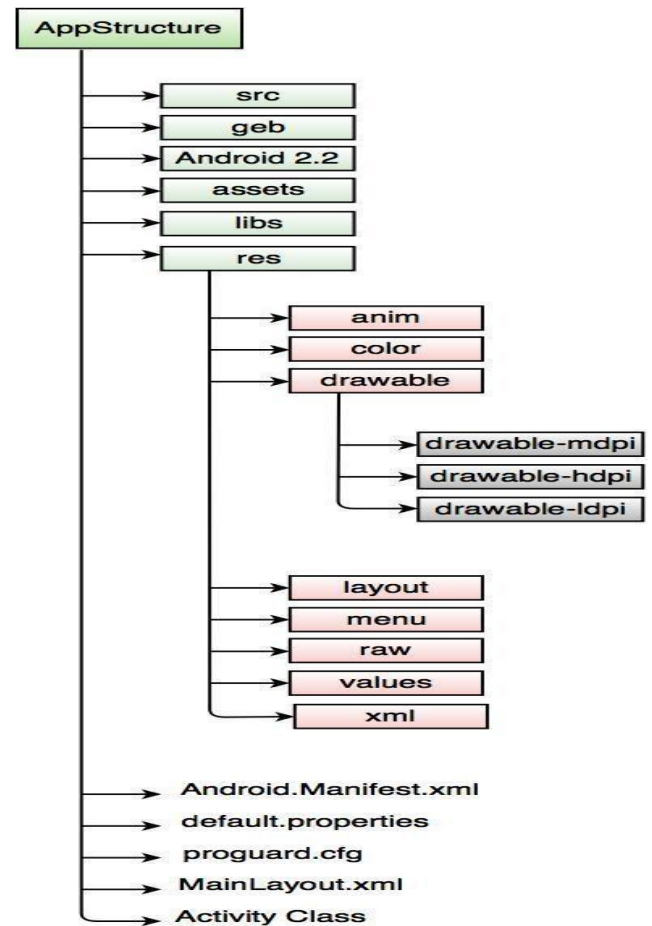 AppStructure
src
geb
Android 2.2
assets
libs
res
anim
color
drawable
drawable-mdpi
drawable-hdpi
drawable-ldpi
layout
menu
raw
values
xml
Android.Manifest.xml
default.properties
proguard.cfg
MainLayout.xml
Activity Class